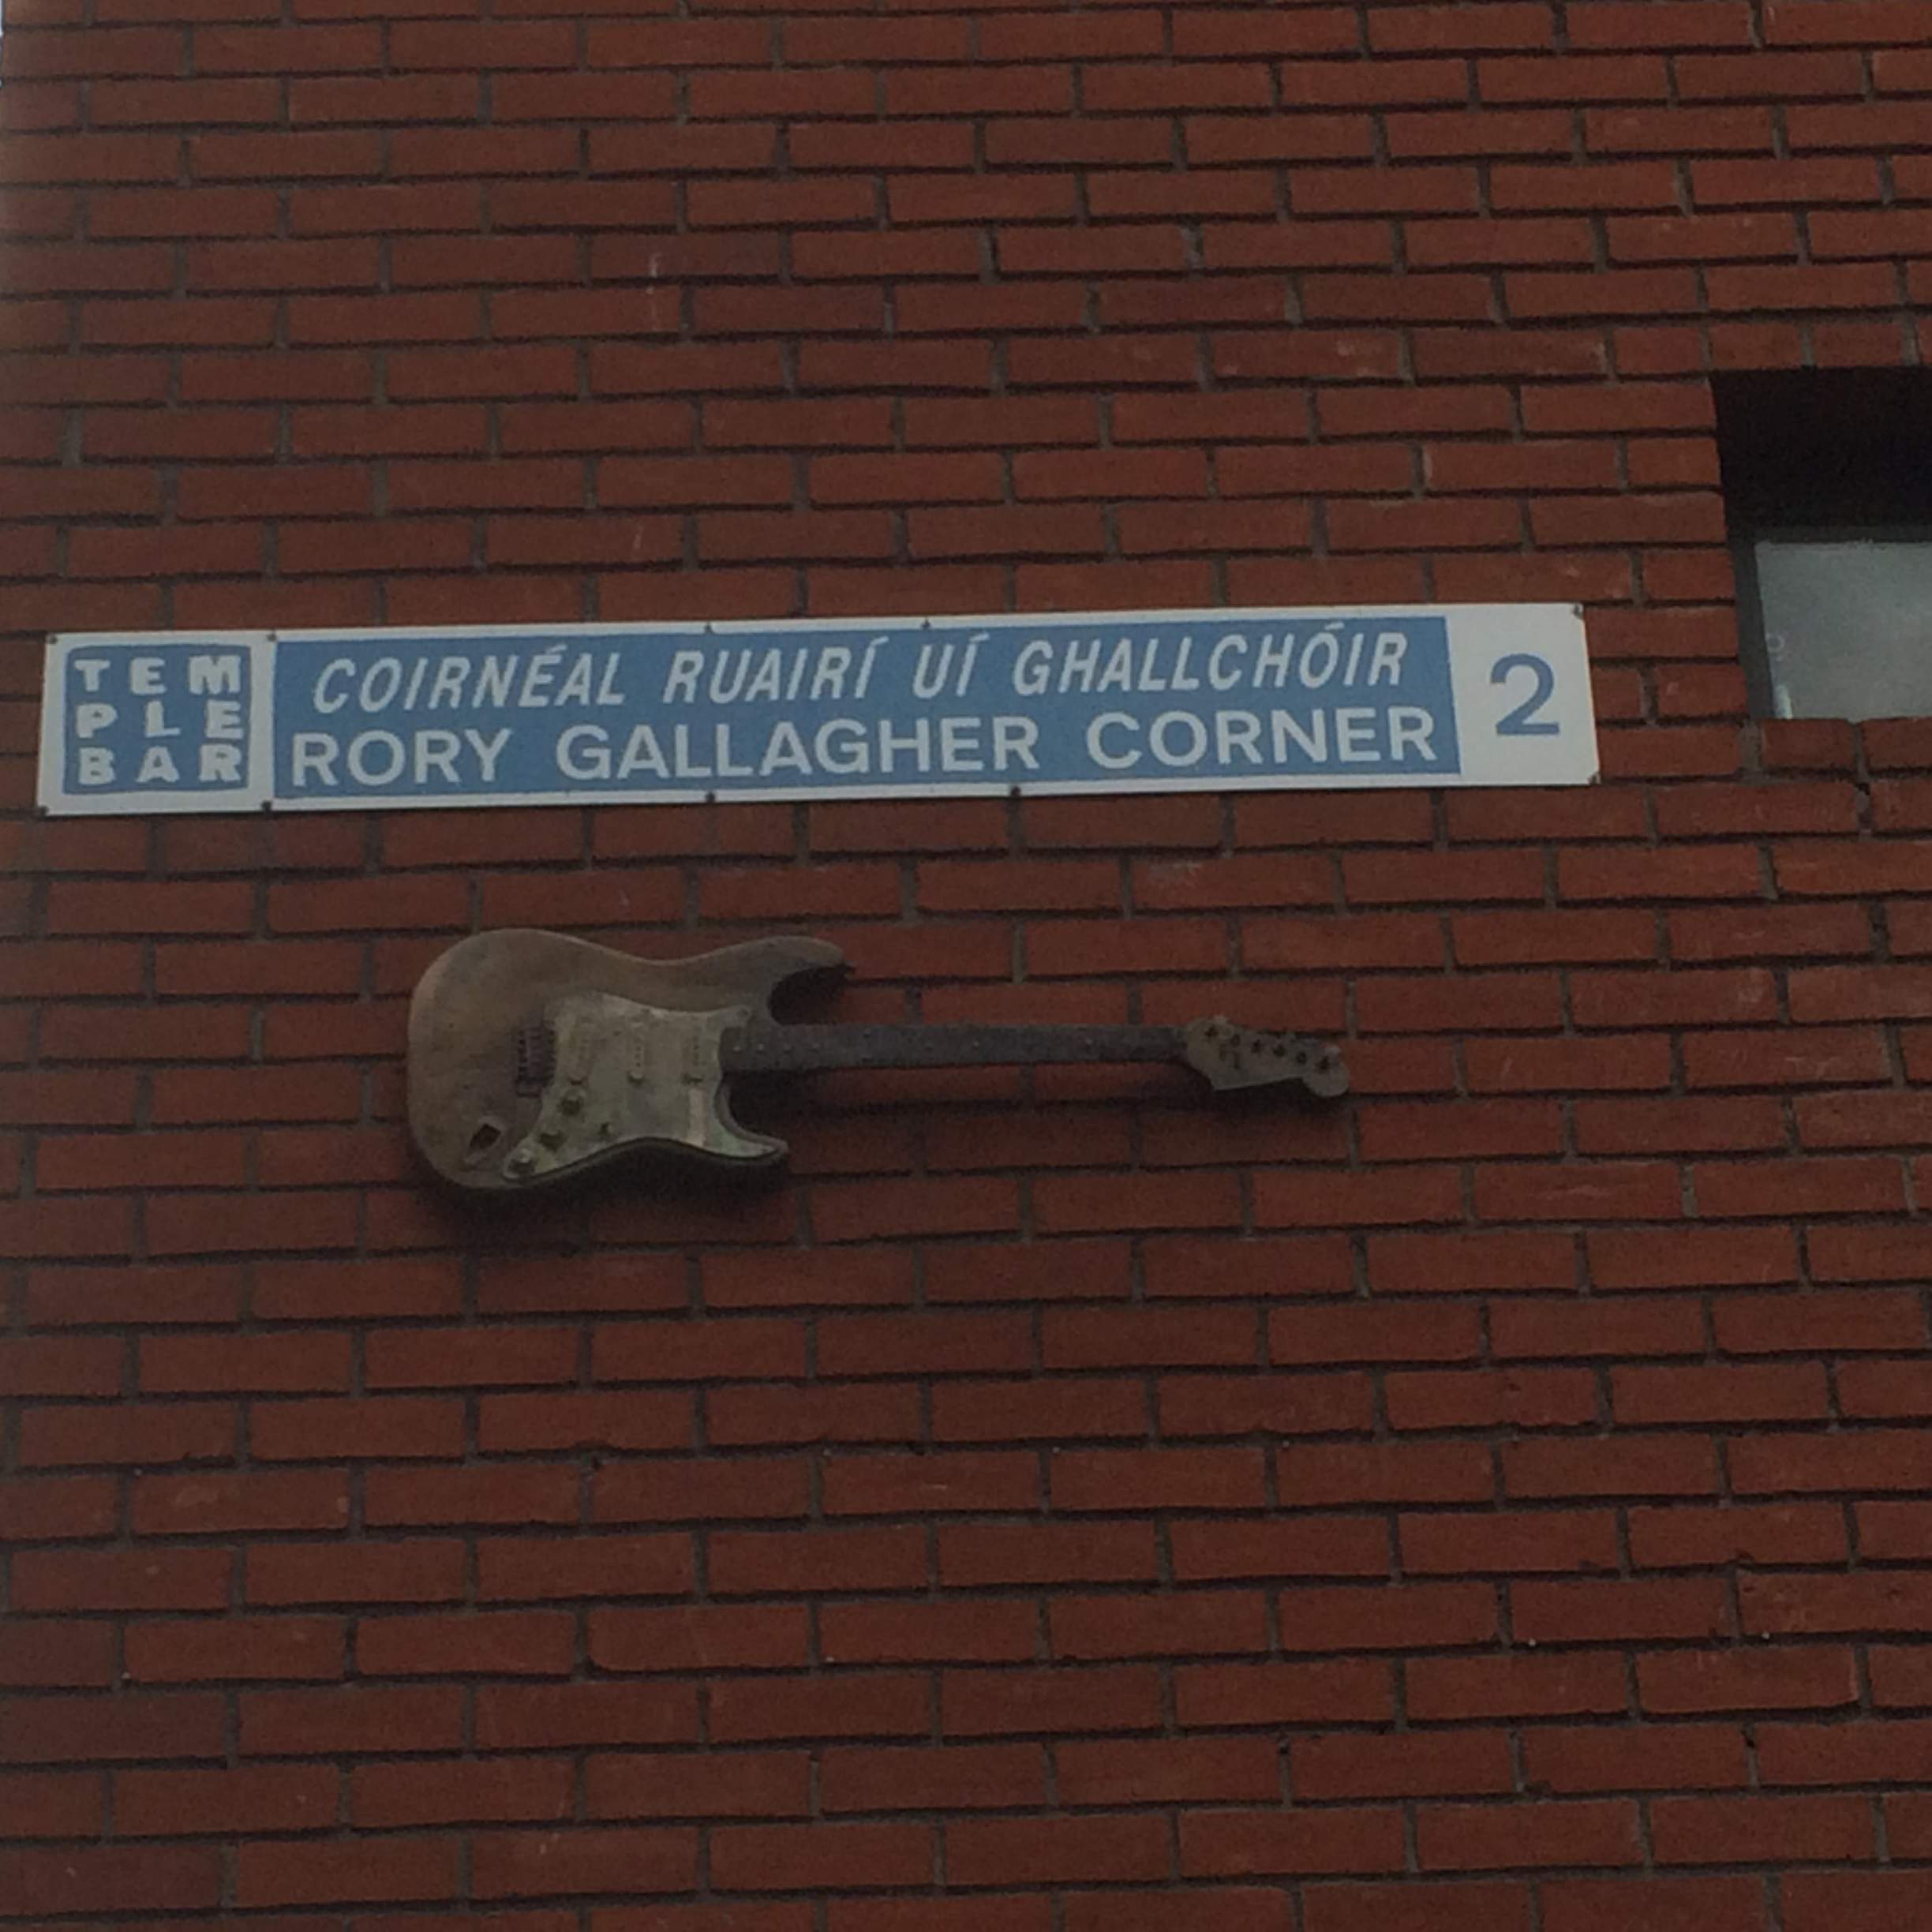 TEM
PLE
BAR
COIRNÉAL RUAIRÍ UÍ GHALLCHÓIR
RORY GALLAGHER CORNER
2